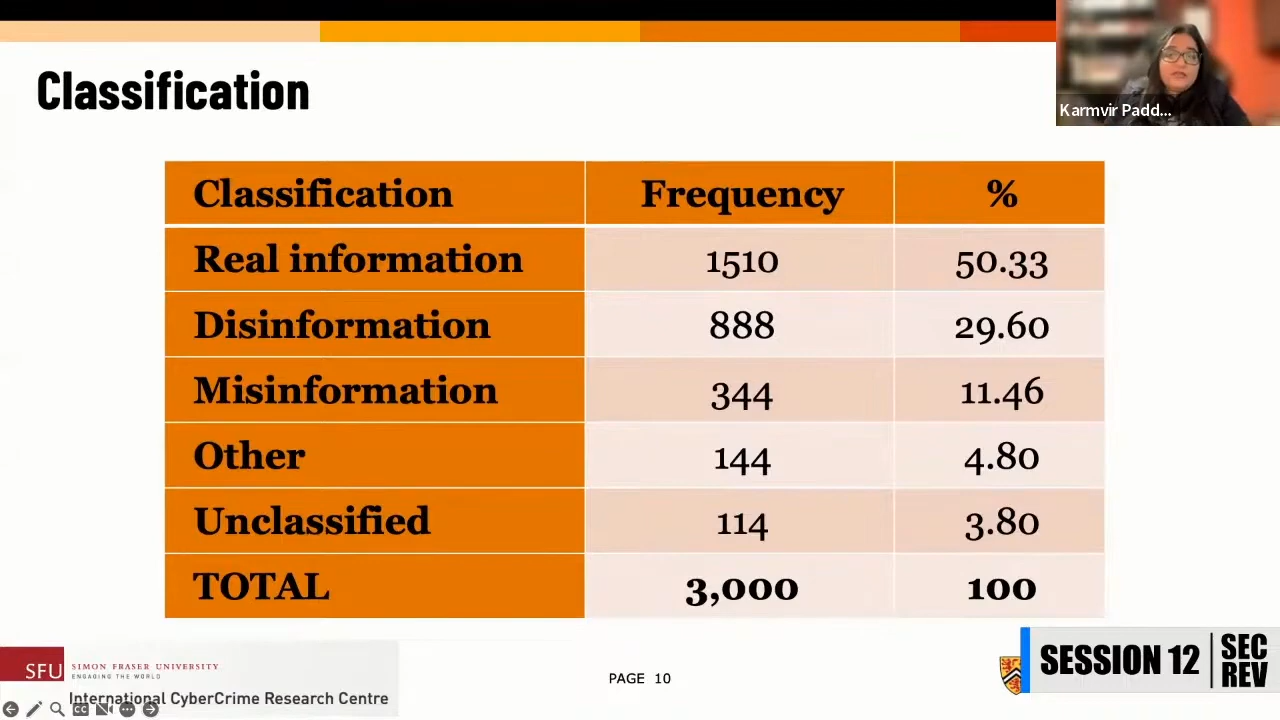 Karmvir Padd...
Classification
Classification Frequency %
Real information 1510 50.33
Disinformation 888 29.60
Misinformation 344 11.46
Other 144 4.80
Unclassified 114 3.80
TOTAL 3,000 100
SFU SIMON FRASER UNIVERSITY
ENGAGING THE WORLD
International CyberCrime Research Centre
PAGE 10
SESSION 12
SEC
REV
CC